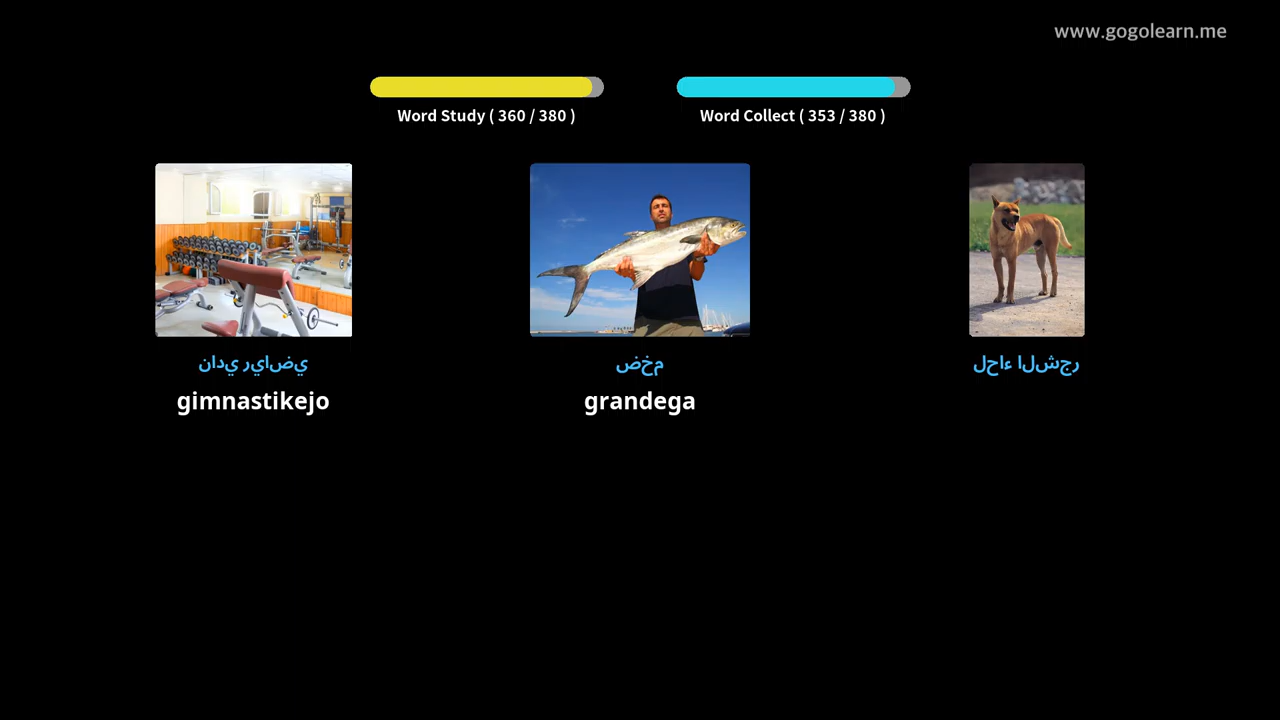 www.gogolearn.me
Word Study ( 360 / 380 )
Word Collect ( 353 / 380 )
نادي رياضي
ضخم
لحاء الشجر
gimnastikejo
grandega